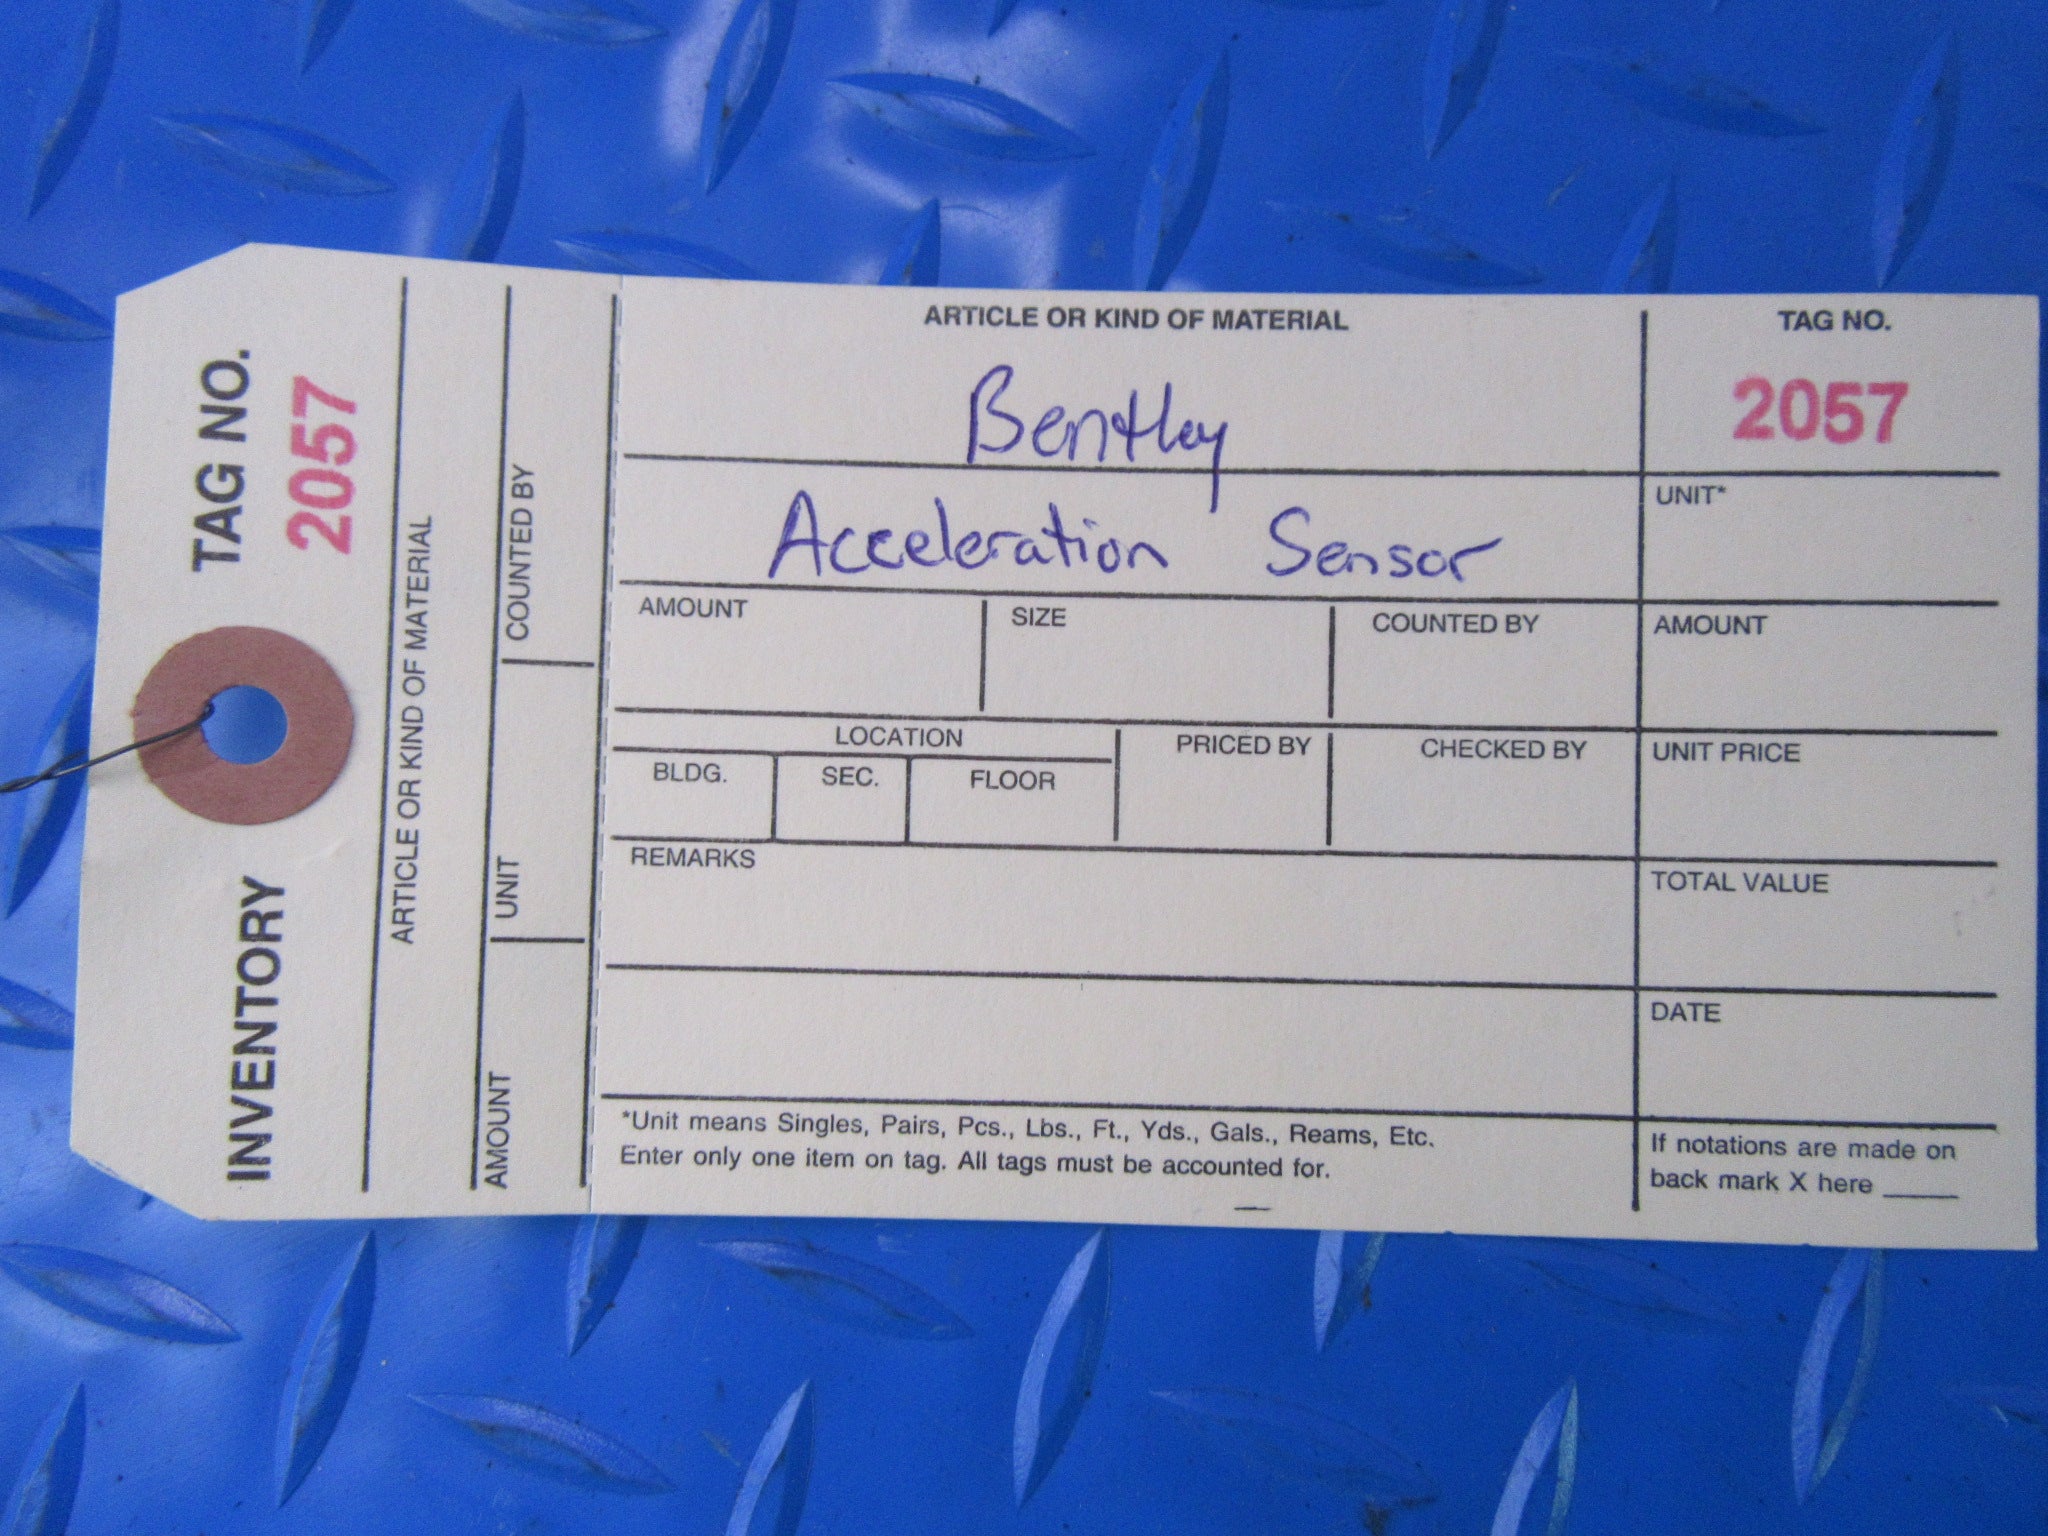 INVENTORY TAG NO.
2057
ARTICLE OR KIND OF MATERIAL
AMOUNT UNIT COUNTED BY
ARTICLE OR KIND OF MATERIAL
Bentley
Acceleration Sensor
TAG NO.
2057
UNIT*
AMOUNT SIZE COUNTED BY AMOUNT
LOCATION PRICED BY CHECKED BY UNIT PRICE
BLDG. SEC. FLOOR
REMARKS
TOTAL VALUE
DATE
*Unit means Singles, Pairs, Pcs., Lbs., Ft., Yds., Gals., Reams, Etc.
Enter only one item on tag. All tags must be accounted for.
If notations are made on
back mark X here _____